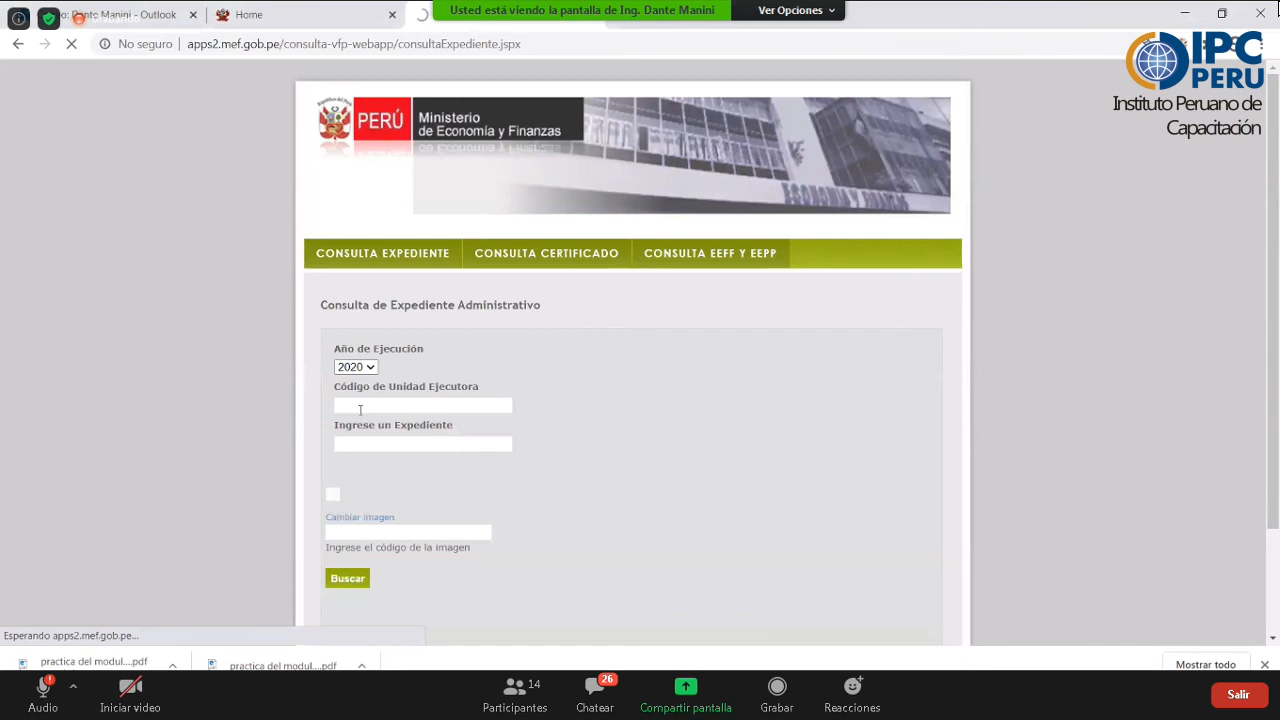 Dante Manini - Outlook
Home
Usted está viendo la pantalla de Ing. Dante Manini
Ver Opciones
No seguro
apps2.mef.gob.pe/consulta-vfp-webapp/consultaExpediente.jspx
IPC
PERU
Instituto Peruano de
Capacitación
PERÚ
Ministerio
de Economía y Finanzas
CONSULTA EXPEDIENTE
CONSULTA CERTIFICADO
CONSULTA EEFF Y EEPP
Consulta de Expediente Administrativo
Año de Ejecución
2020
Código de Unidad Ejecutora
Ingrese un Expediente
Cambiar imagen
Ingrese el código de la imagen
Buscar
Esperando apps2.mef.gob.pe...
practica del modul....pdf
practica del modul....pdf
Mostrar todo
Audio
Iniciar video
14
Participantes
26
Chatear
Compartir pantalla
Grabar
Reacciones
Salir